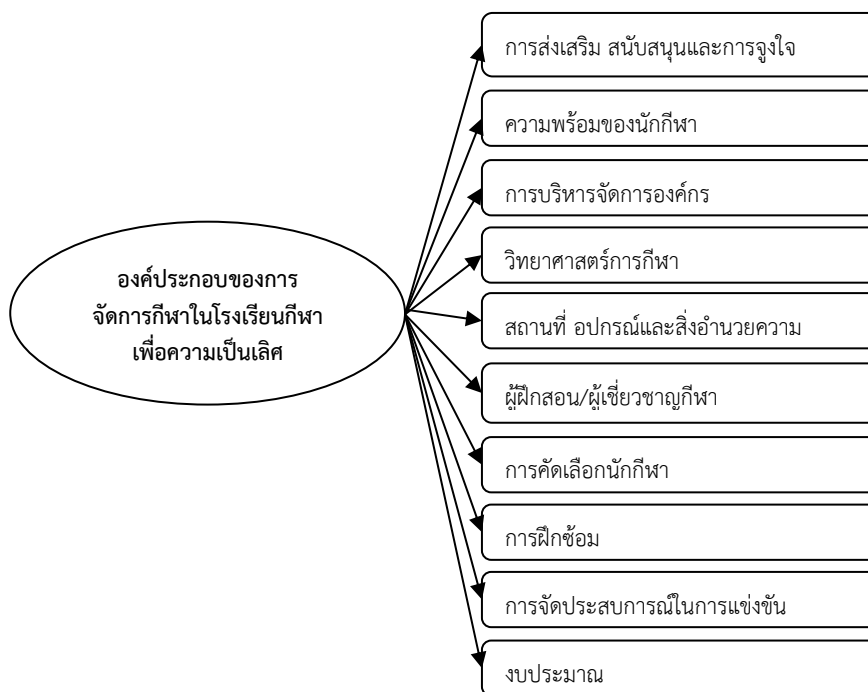 องค์ประกอบของการ
จัดการกีฬาในโรงเรียนกีฬา
เพื่อความเป็นเลิศ
การส่งเสริม สนับสนุนและการจูงใจ
ความพร้อมของนักกีฬา
การบริหารจัดการองค์กร
วิทยาศาสตร์การกีฬา
สถานที่ อุปกรณ์และสิ่งอำนวยความ
ผู้ฝึกสอน/ผู้เชี่ยวชาญกีฬา
การคัดเลือกนักกีฬา
การฝึกซ้อม
การจัดประสบการณ์ในการแข่งขัน
งบประมาณ